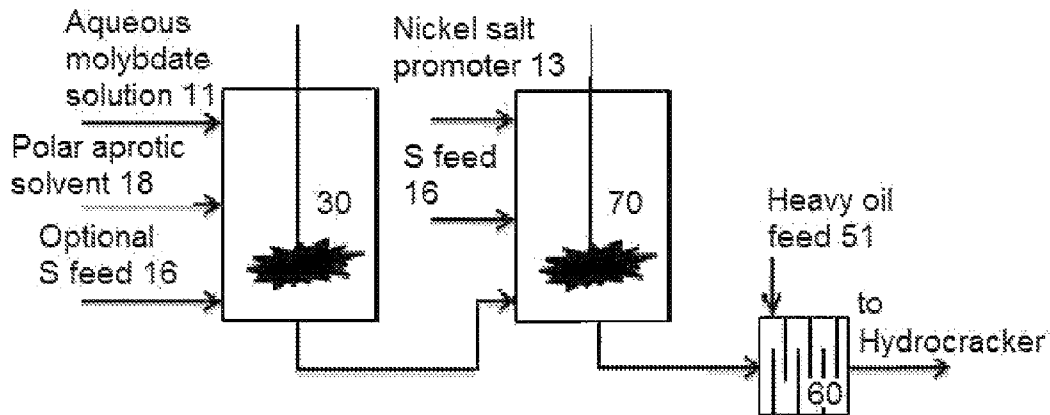 Aqueous
molybdate
solution 11
Polar aprotic
solvent 18
Optional
S feed 16
30
Nickel salt
promoter 13
S feed
16
70
Heavy oil
feed 51
60
to
Hydrocracker